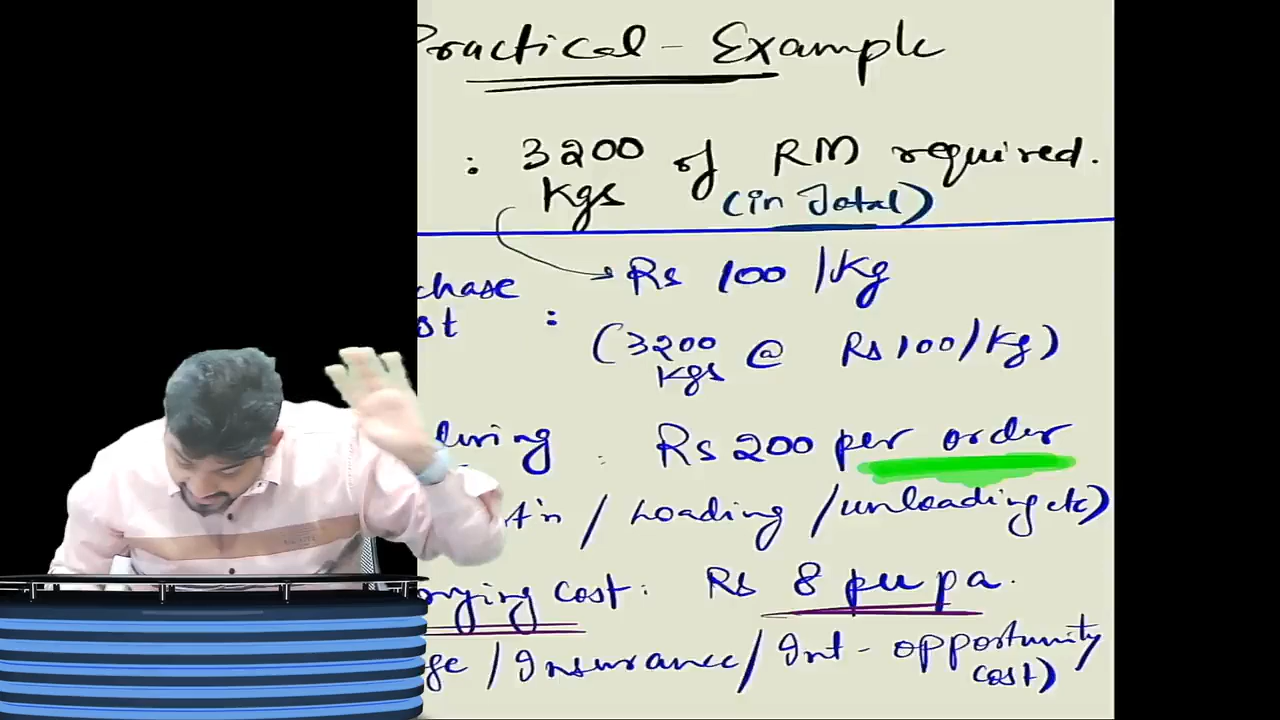 Practical - Example
: 3200 of RM required.
Kgs (in Total)
chase → Rs 100 /Kg
st : (3200 @ Rs 100/Kg)
Kgs
dering : Rs 200 per order
t'n / Loading / unloading etc)
rrying cost : Rs 8 pu pa.
ge / Insurance / Int - opportunity
cost)